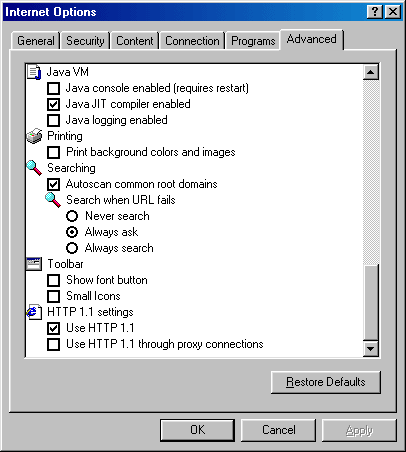 Internet Options
General Security Content Connection Programs Advanced
Java VM
Java console enabled (requires restart)
Java JIT compiler enabled
Java logging enabled
Printing
Print background colors and images
Searching
Autoscan common root domains
Search when URL fails
Never search
Always ask
Always search
Toolbar
Show font button
Small Icons
HTTP 1.1 settings
Use HTTP 1.1
Use HTTP 1.1 through proxy connections
Restore Defaults
OK Cancel Apply